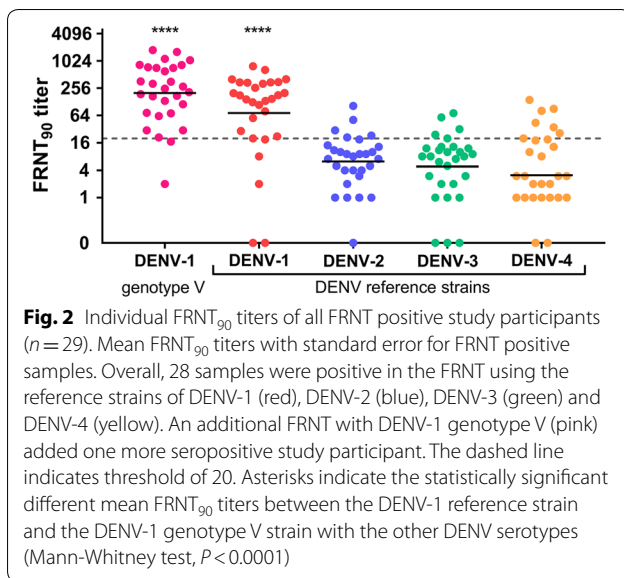 4096
1024
256
64
16
4
1
0
FRNT90 titer
**** ****
DENV-1 DENV-1 DENV-2 DENV-3 DENV-4
genotype V DENV reference strains
Fig. 2 Individual FRNT90 titers of all FRNT positive study participants
(n = 29). Mean FRNT90 titers with standard error for FRNT positive
samples. Overall, 28 samples were positive in the FRNT using the
reference strains of DENV-1 (red), DENV-2 (blue), DENV-3 (green) and
DENV-4 (yellow). An additional FRNT with DENV-1 genotype V (pink)
added one more seropositive study participant. The dashed line
indicates threshold of 20. Asterisks indicate the statistically significant
different mean FRNT90 titers between the DENV-1 reference strain
and the DENV-1 genotype V strain with the other DENV serotypes
(Mann-Whitney test, P < 0.0001)